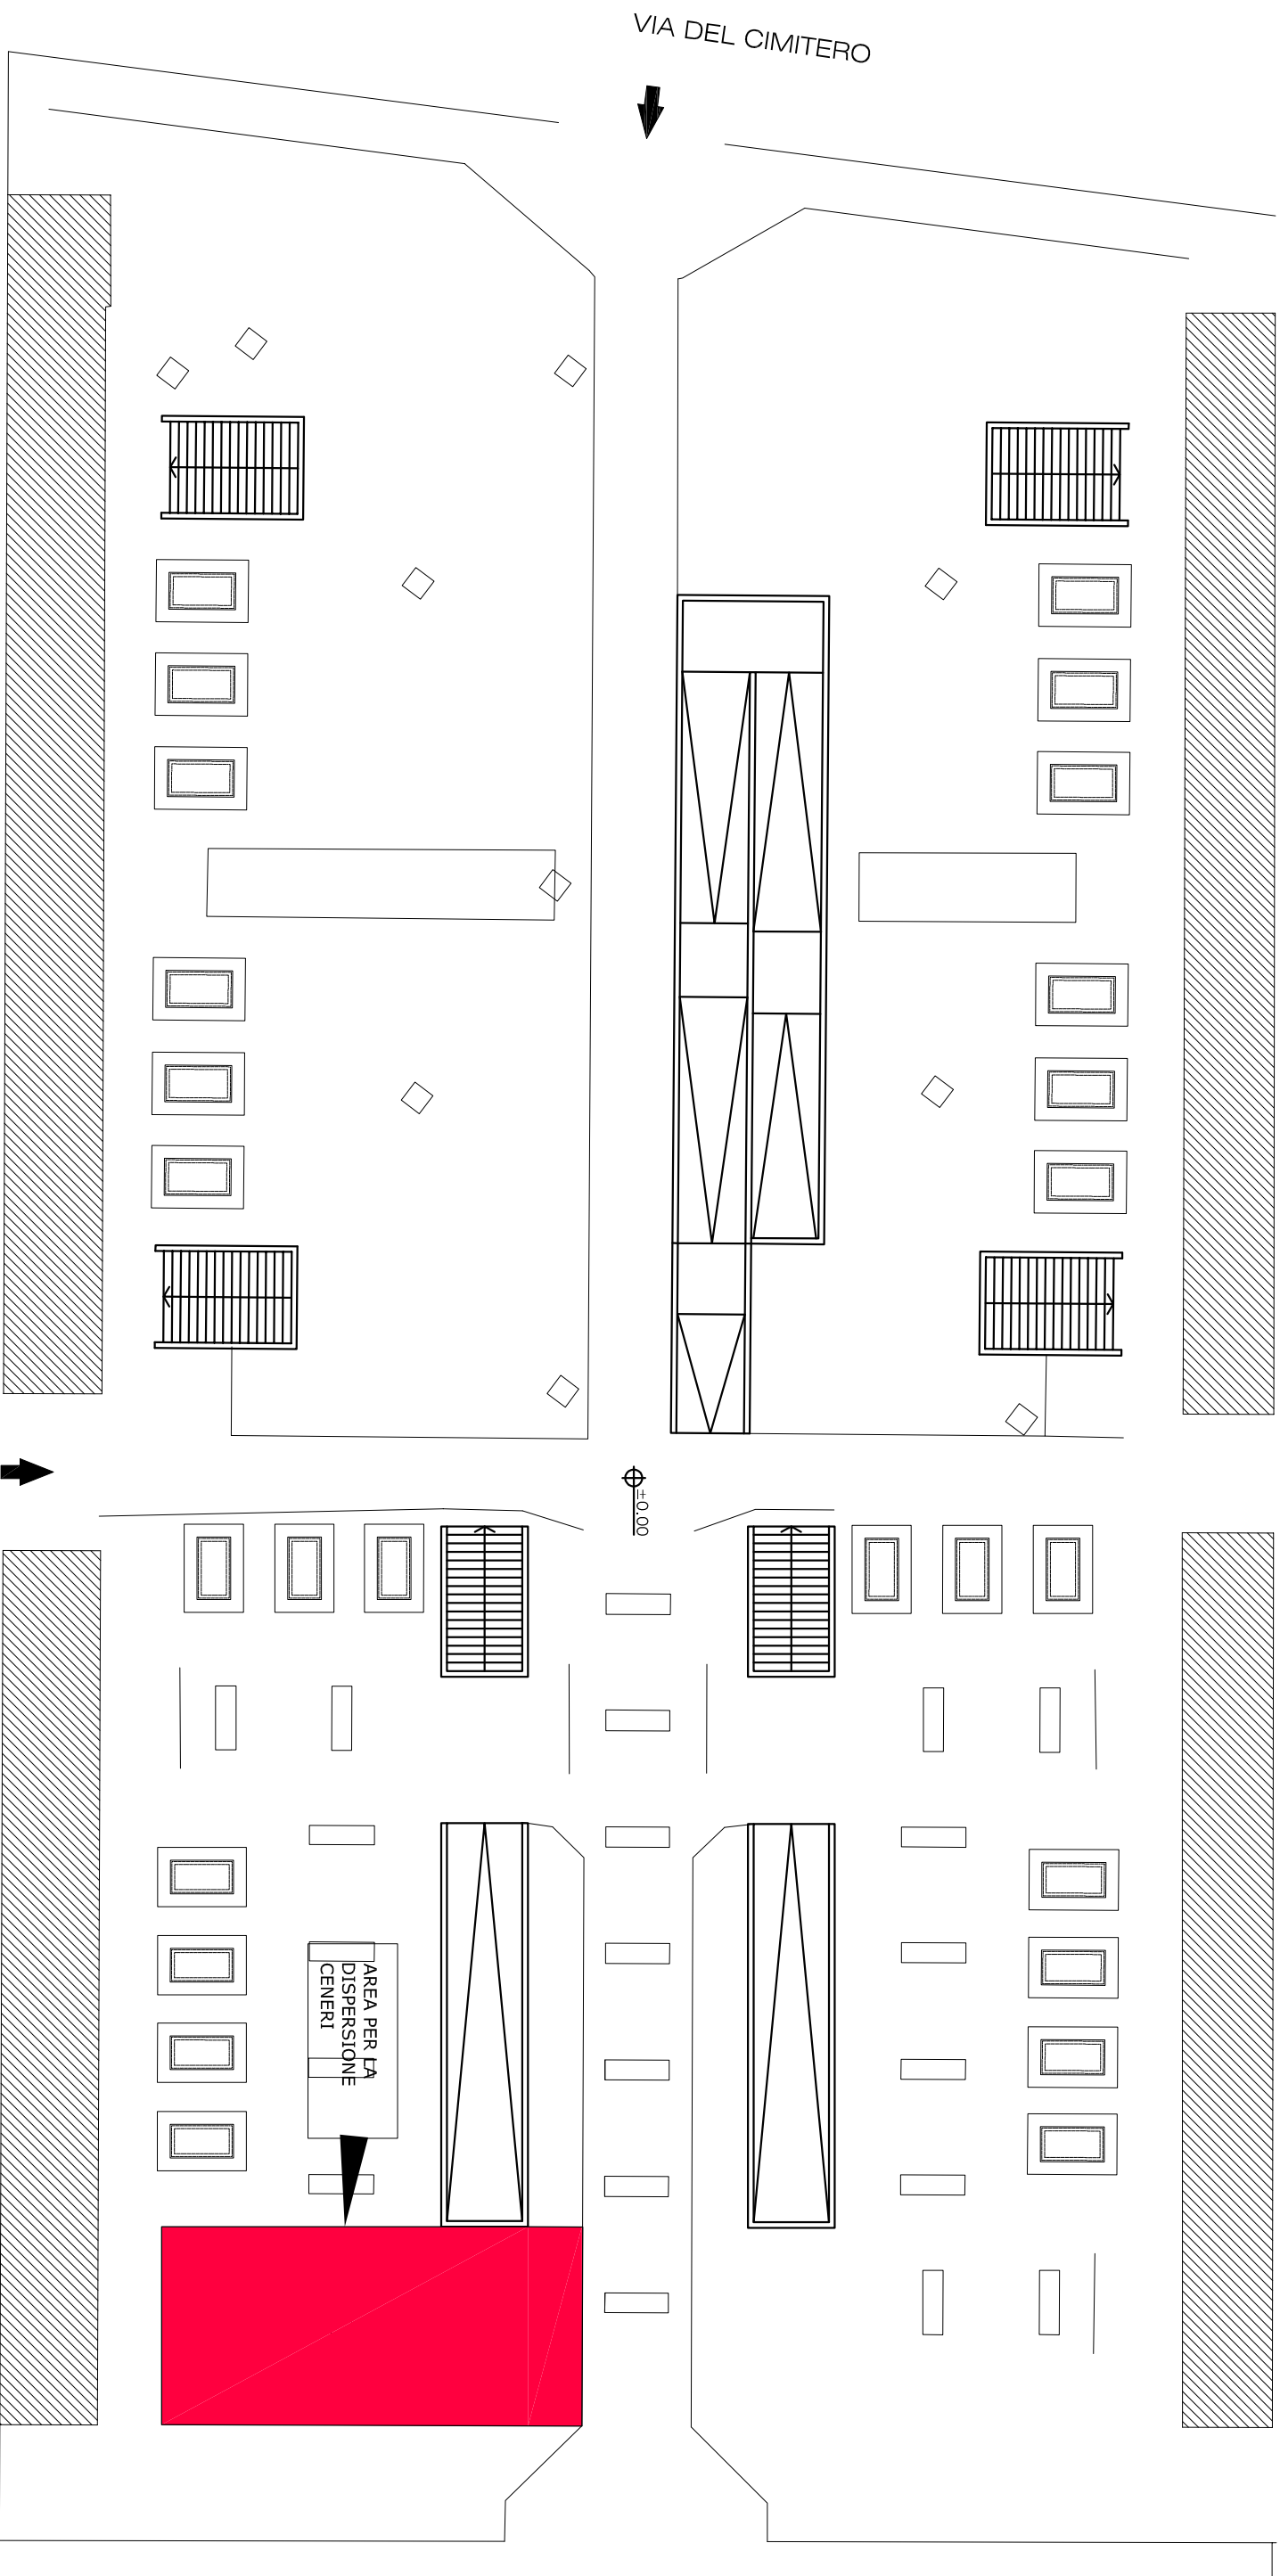 VIA DEL CIMITERO
±0.00
AREA PER LA
DISPERSIONE
CENERI